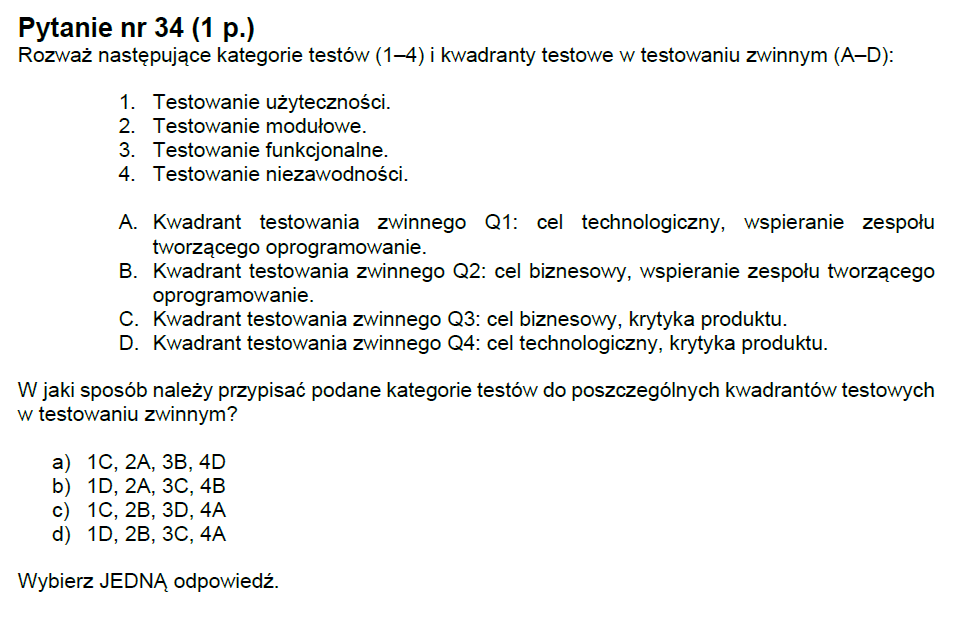 Pytanie nr 34 (1 p.)
Rozważ następujące kategorie testów (1–4) i kwadranty testowe w testowaniu zwinnym (A–D):
1. Testowanie użyteczności.
2. Testowanie modułowe.
3. Testowanie funkcjonalne.
4. Testowanie niezawodności.
A. Kwadrant testowania zwinnego Q1: cel technologiczny, wspieranie zespołu
tworzącego oprogramowanie.
B. Kwadrant testowania zwinnego Q2: cel biznesowy, wspieranie zespołu tworzącego
oprogramowanie.
C. Kwadrant testowania zwinnego Q3: cel biznesowy, krytyka produktu.
D. Kwadrant testowania zwinnego Q4: cel technologiczny, krytyka produktu.
W jaki sposób należy przypisać podane kategorie testów do poszczególnych kwadrantów testowych
w testowaniu zwinnym?
a) 1C, 2A, 3B, 4D
b) 1D, 2A, 3C, 4B
c) 1C, 2B, 3D, 4A
d) 1D, 2B, 3C, 4A
Wybierz JEDNĄ odpowiedź.